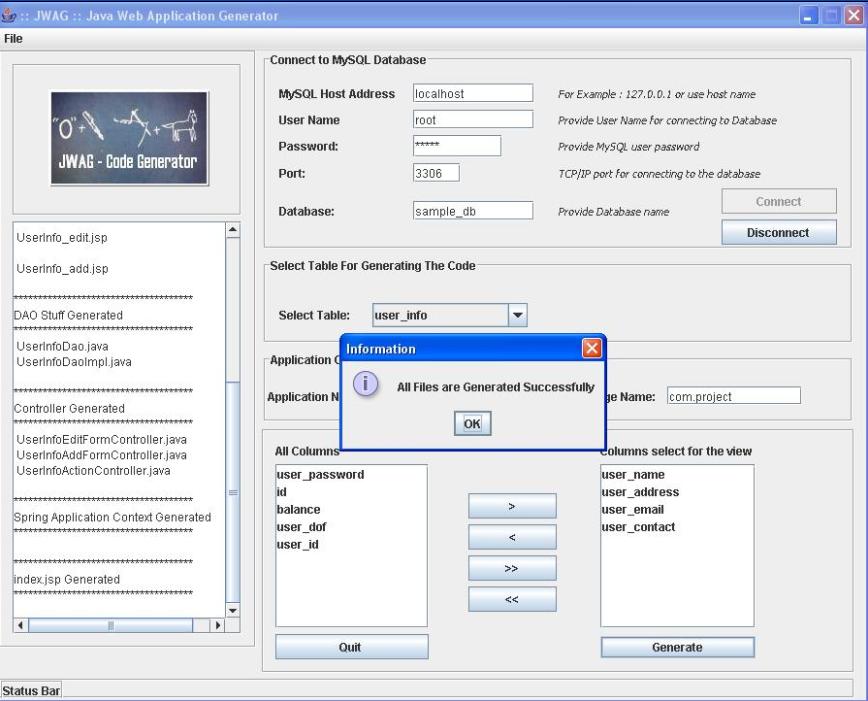 :: JWAG :: Java Web Application Generator
File
"O"+
JWAG - Code Generator
UserInfo_edit.jsp
UserInfo_add.jsp
************************************
DAO Stuff Generated
************************************
UserInfoDao.java
UserInfoDaoImpl.java
************************************
Controller Generated
************************************
UserInfoEditFormController.java
UserInfoAddFormController.java
UserInfoActionController.java
************************************
Spring Application Context Generated
************************************
************************************
index.jsp Generated
************************************
Connect to MySQL Database
MySQL Host Address localhost For Example : 127.0.0.1 or use host name
User Name root Provide User Name for connecting to Database
Password: ***** Provide MySQL user password
Port: 3306 TCP/IP port for connecting to the database
Connect
Database: sample_db Provide Database name
Disconnect
Select Table For Generating The Code
Select Table: user_info
Information
All Files are Generated Successfully
OK
Application
Application N
ge Name: com.project
All Columns
user_password
id
balance
user_dof
user_id
>
<
>>
<<
Columns select for the view
user_name
user_address
user_email
user_contact
Quit
Generate
Status Bar